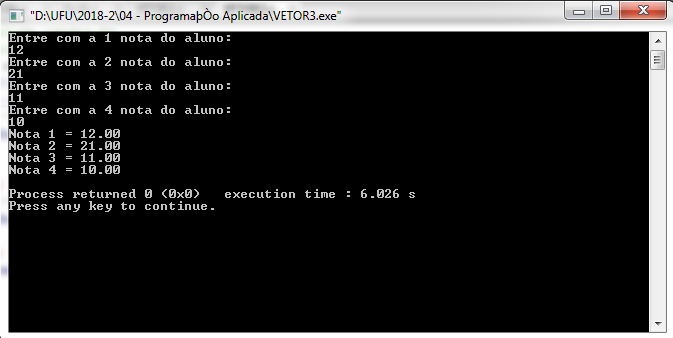 "D:\UFU\2018-2\04 - ProgramaþÒo Aplicada\VETOR3.exe"
Entre com a 1 nota do aluno:
12
Entre com a 2 nota do aluno:
21
Entre com a 3 nota do aluno:
11
Entre com a 4 nota do aluno:
10
Nota 1 = 12.00
Nota 2 = 21.00
Nota 3 = 11.00
Nota 4 = 10.00
Process returned 0 (0x0)   execution time : 6.026 s
Press any key to continue.